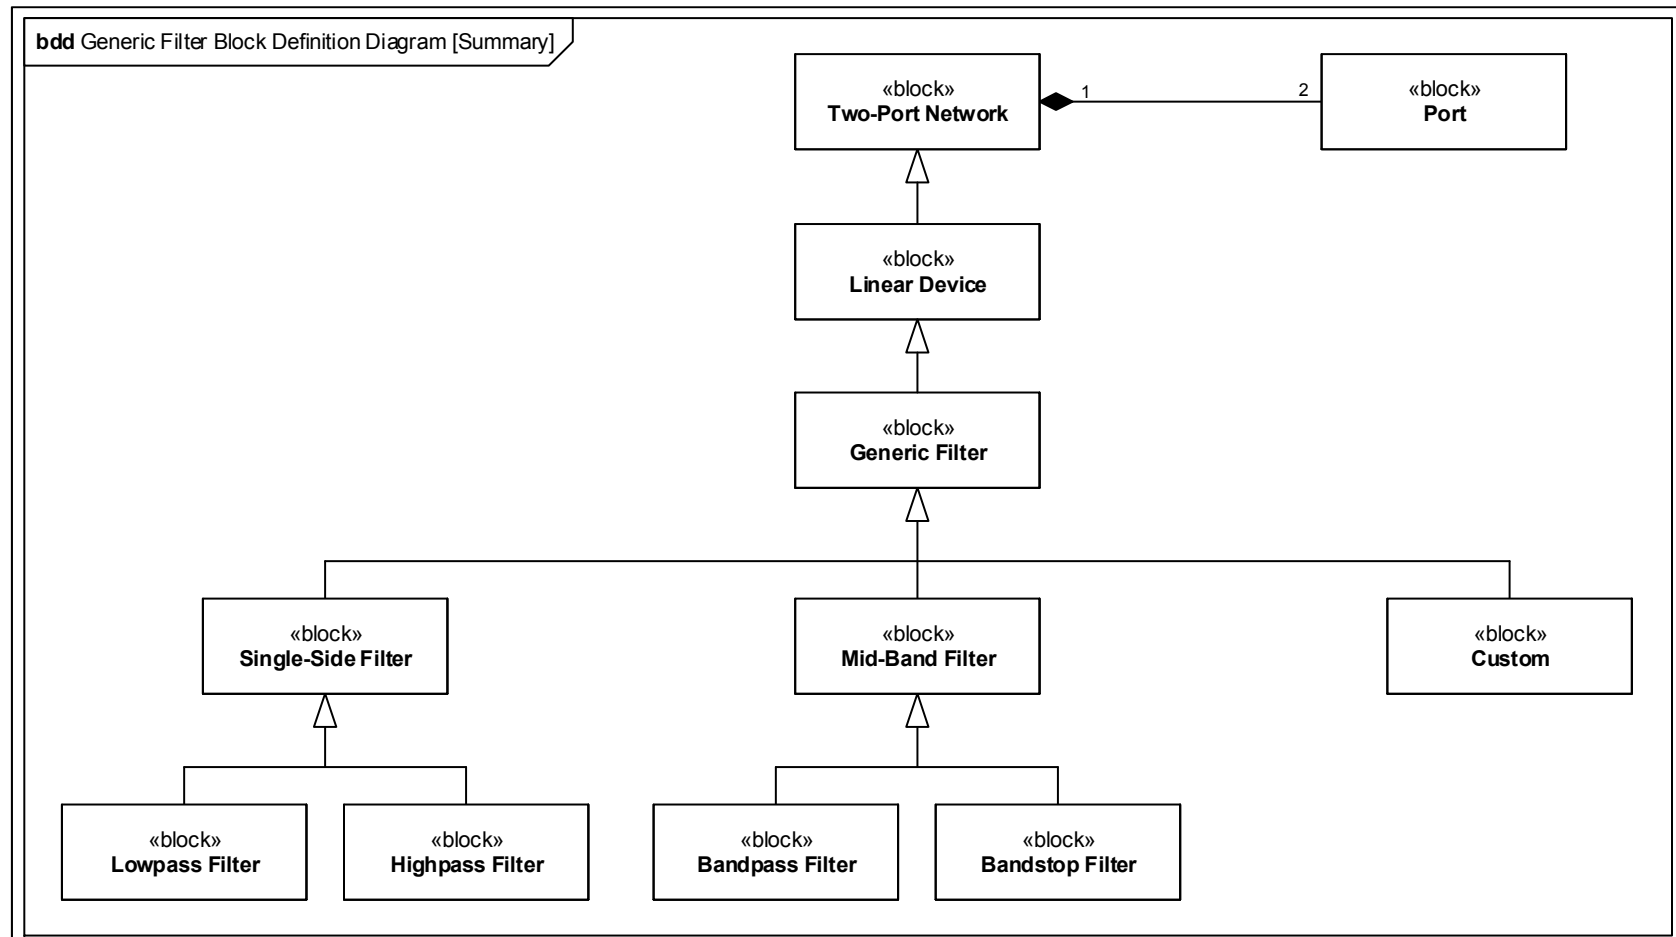 bdd Generic Filter Block Definition Diagram [Summary]
«block»
Two-Port Network
1
2
«block»
Port
«block»
Linear Device
«block»
Generic Filter
«block»
Single-Side Filter
«block»
Mid-Band Filter
«block»
Custom
«block»
Lowpass Filter
«block»
Highpass Filter
«block»
Bandpass Filter
«block»
Bandstop Filter